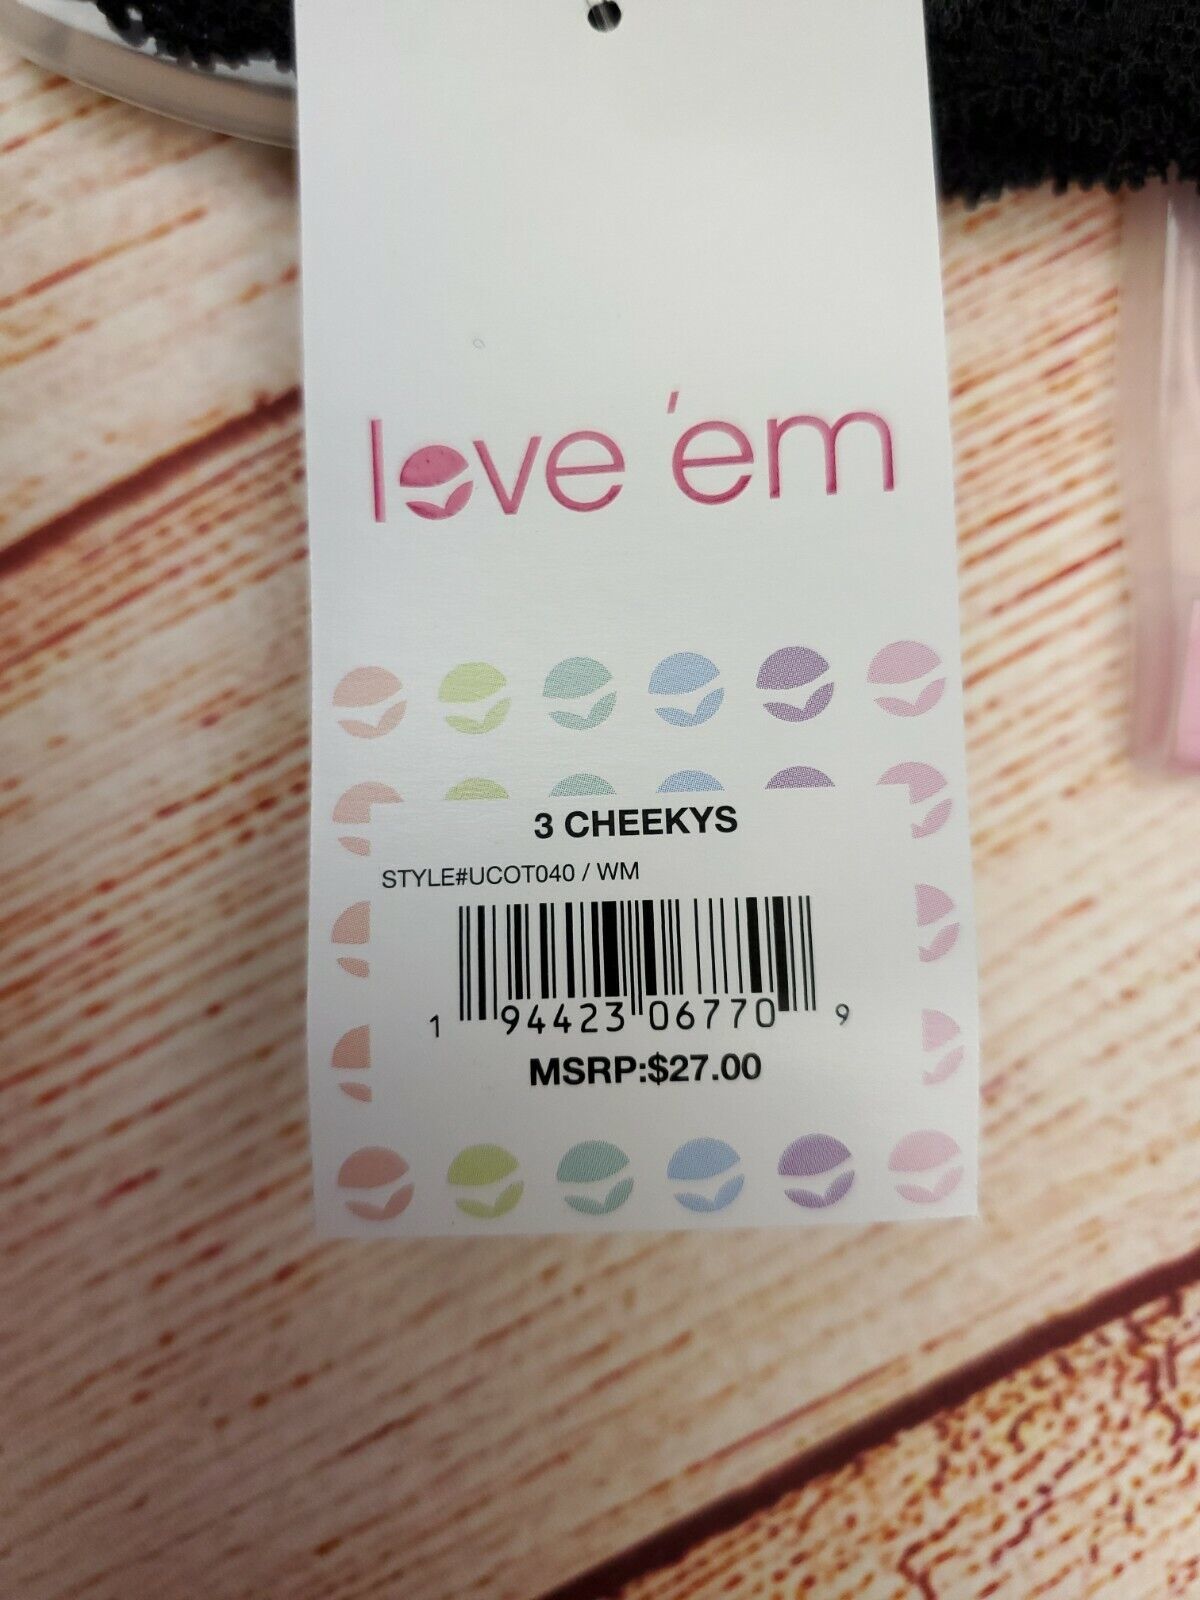 love 'em
3 CHEEKYS
STYLE#UCOT040 / WM
1 94423 06770 9
MSRP:$27.00